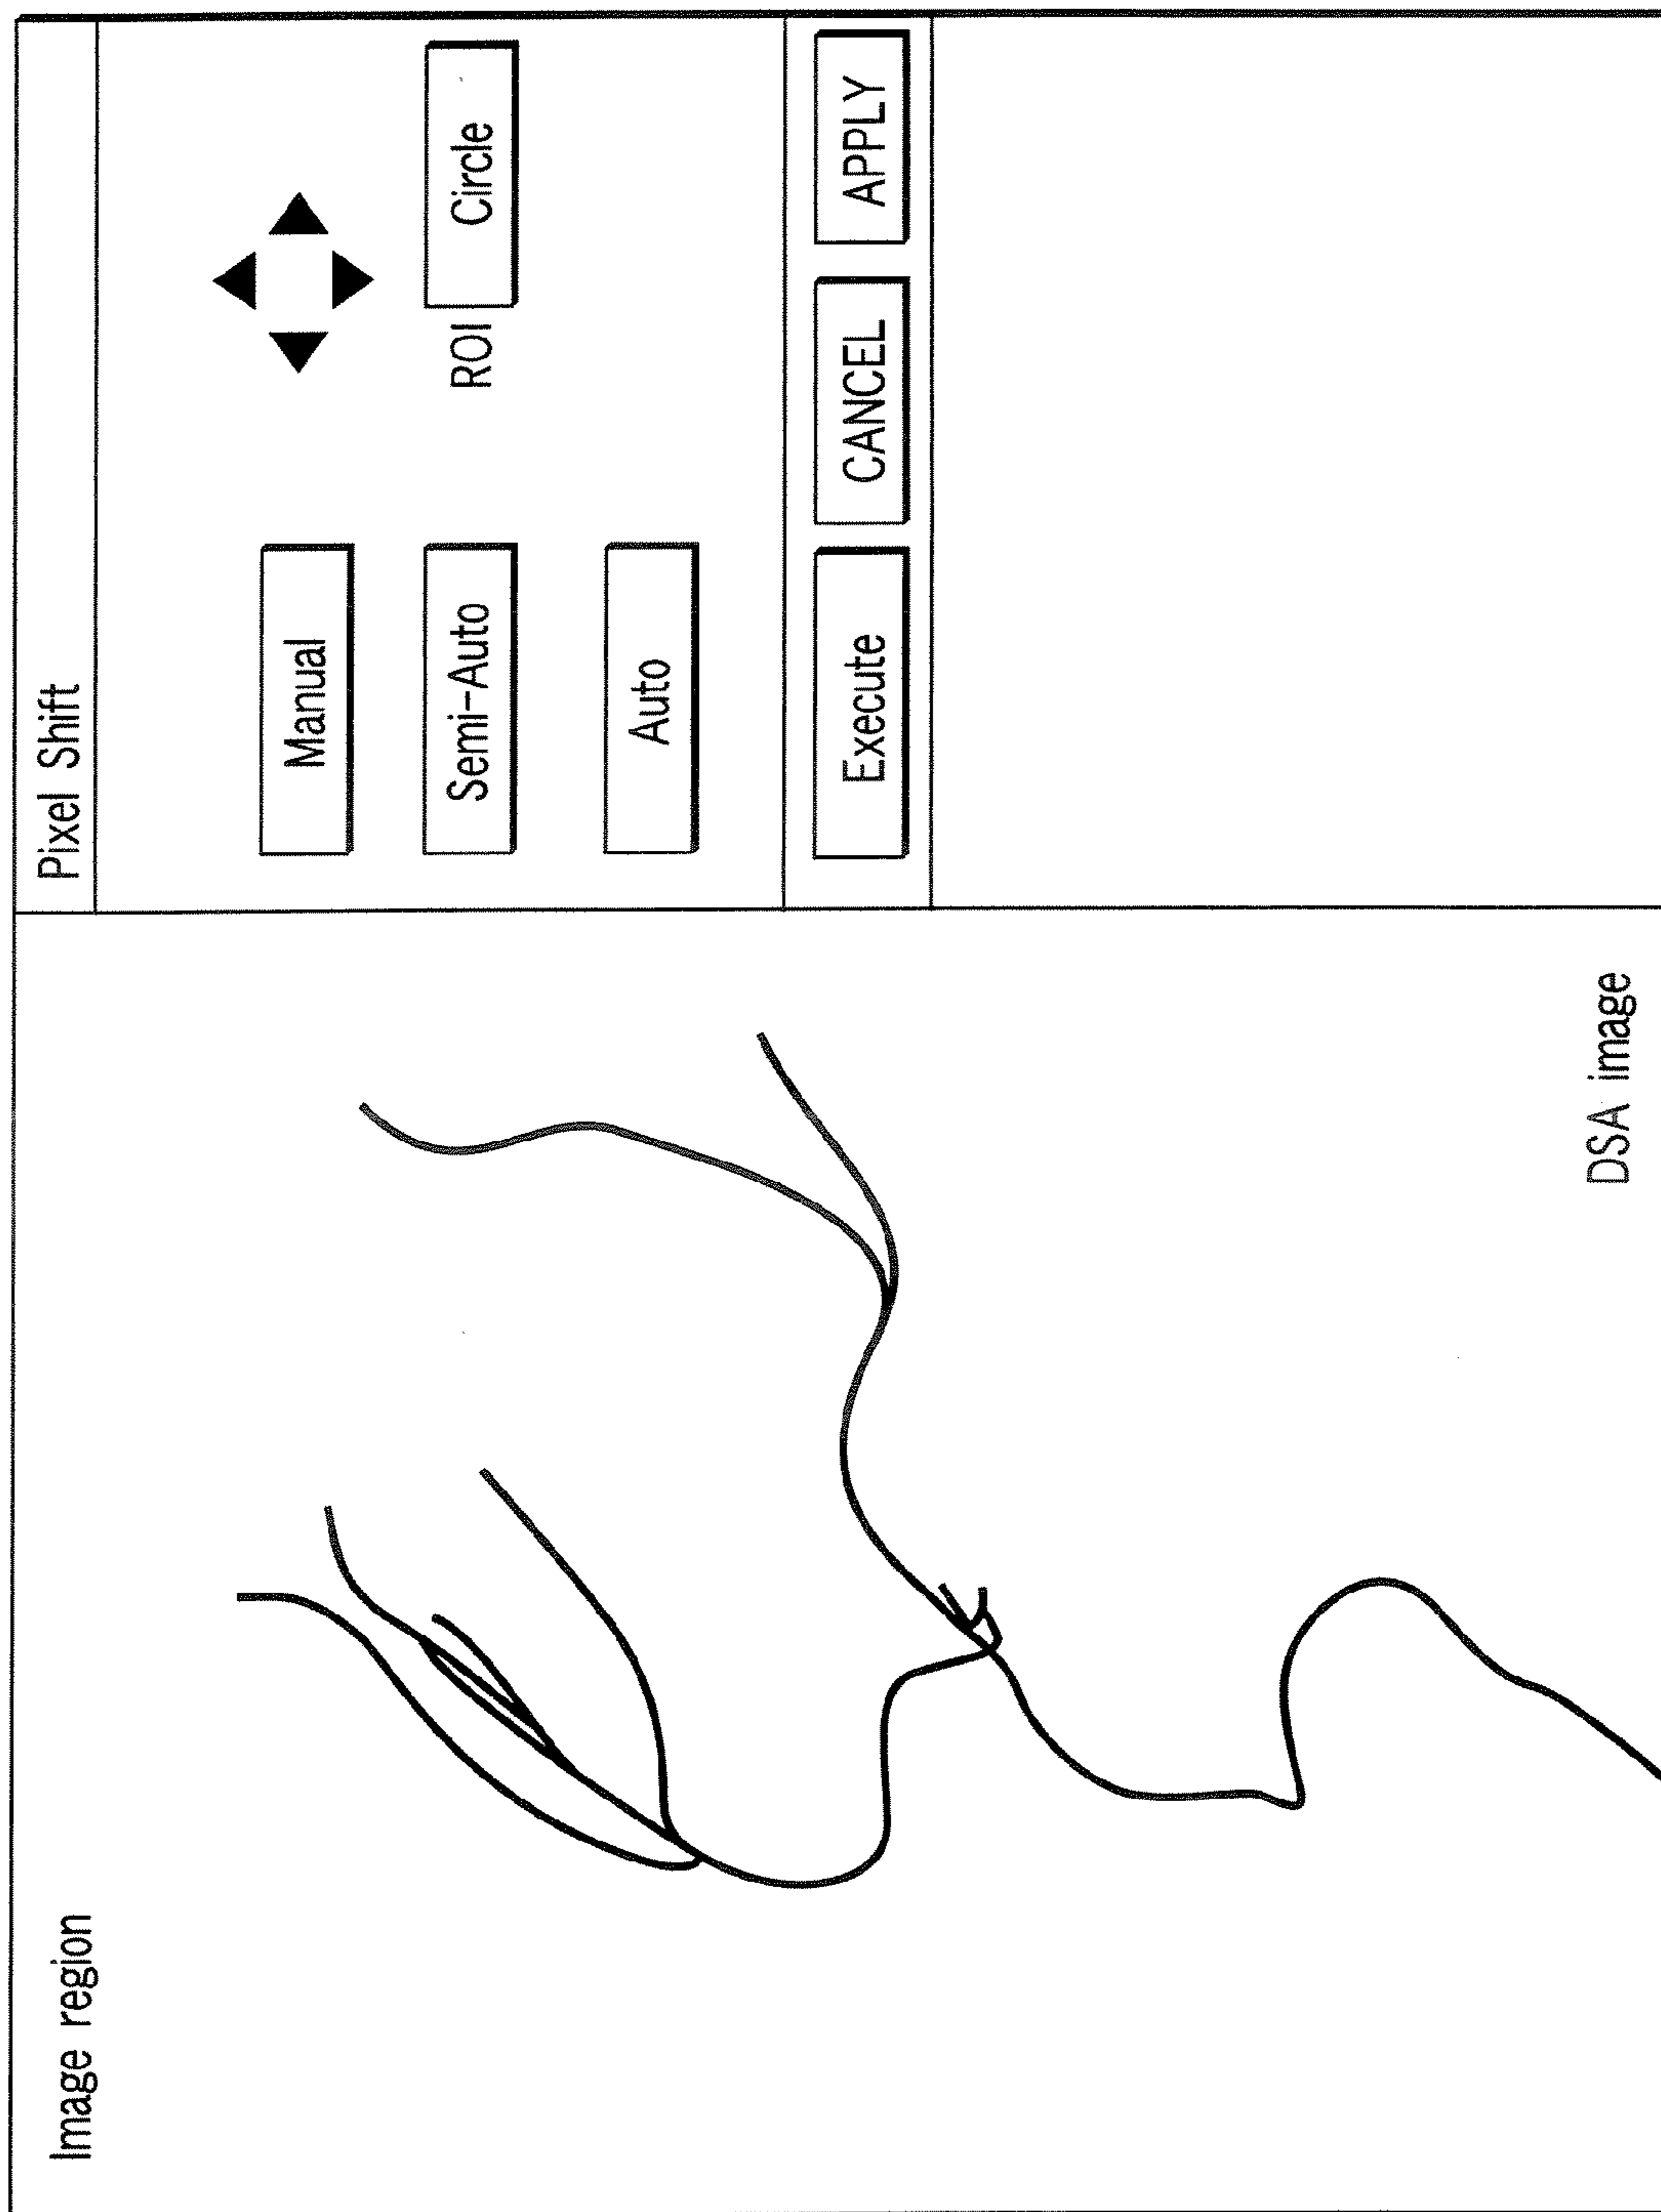 Image region
DSA image
Pixel Shift
Manual
Semi-Auto
ROI Circle
Auto
Execute CANCEL APPLY